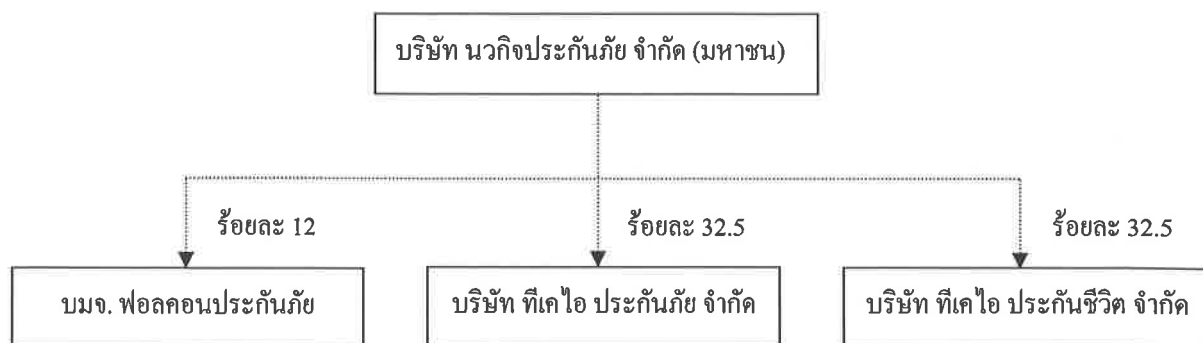 บริษัท นวกิจประกันภัย จำกัด (มหาชน)
ร้อยละ 12
ร้อยละ 32.5
ร้อยละ 32.5
บมจ. ฟอลคอนประกันภัย
บริษัท ทีเคไอ ประกันภัย จำกัด
บริษัท ทีเคไอ ประกันชีวิต จำกัด